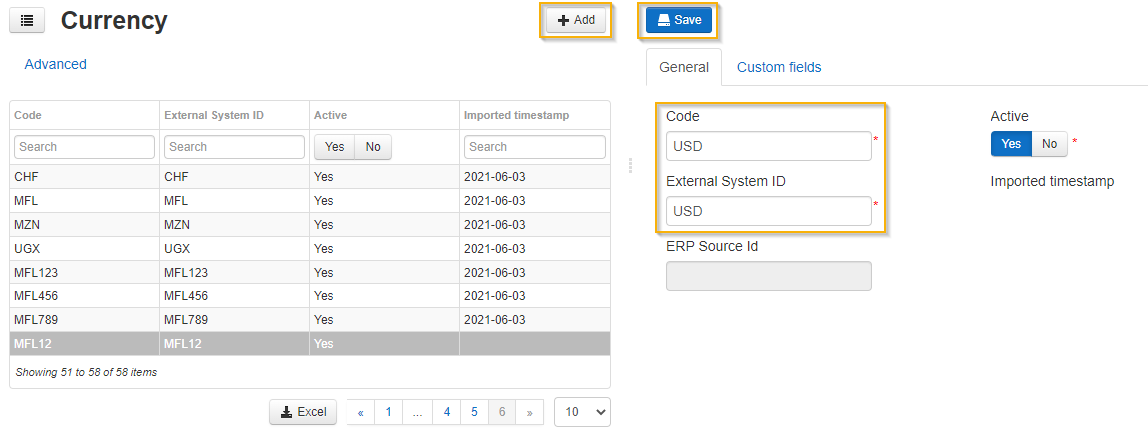 Currency
Add
Save
Advanced
General Custom fields
Code External System ID Active Imported timestamp
Search Search Yes No Search
CHF CHF Yes 2021-06-03
MFL MFL Yes 2021-06-03
MZN MZN Yes 2021-06-03
UGX UGX Yes 2021-06-03
MFL123 MFL123 Yes 2021-06-03
MFL456 MFL456 Yes 2021-06-03
MFL789 MFL789 Yes 2021-06-03
MFL12 MFL12 Yes
Showing 51 to 58 of 58 items
Excel « 1 ... 4 5 6 » 10
Code
USD *
External System ID
USD *
ERP Source Id
Active
Yes No *
Imported timestamp